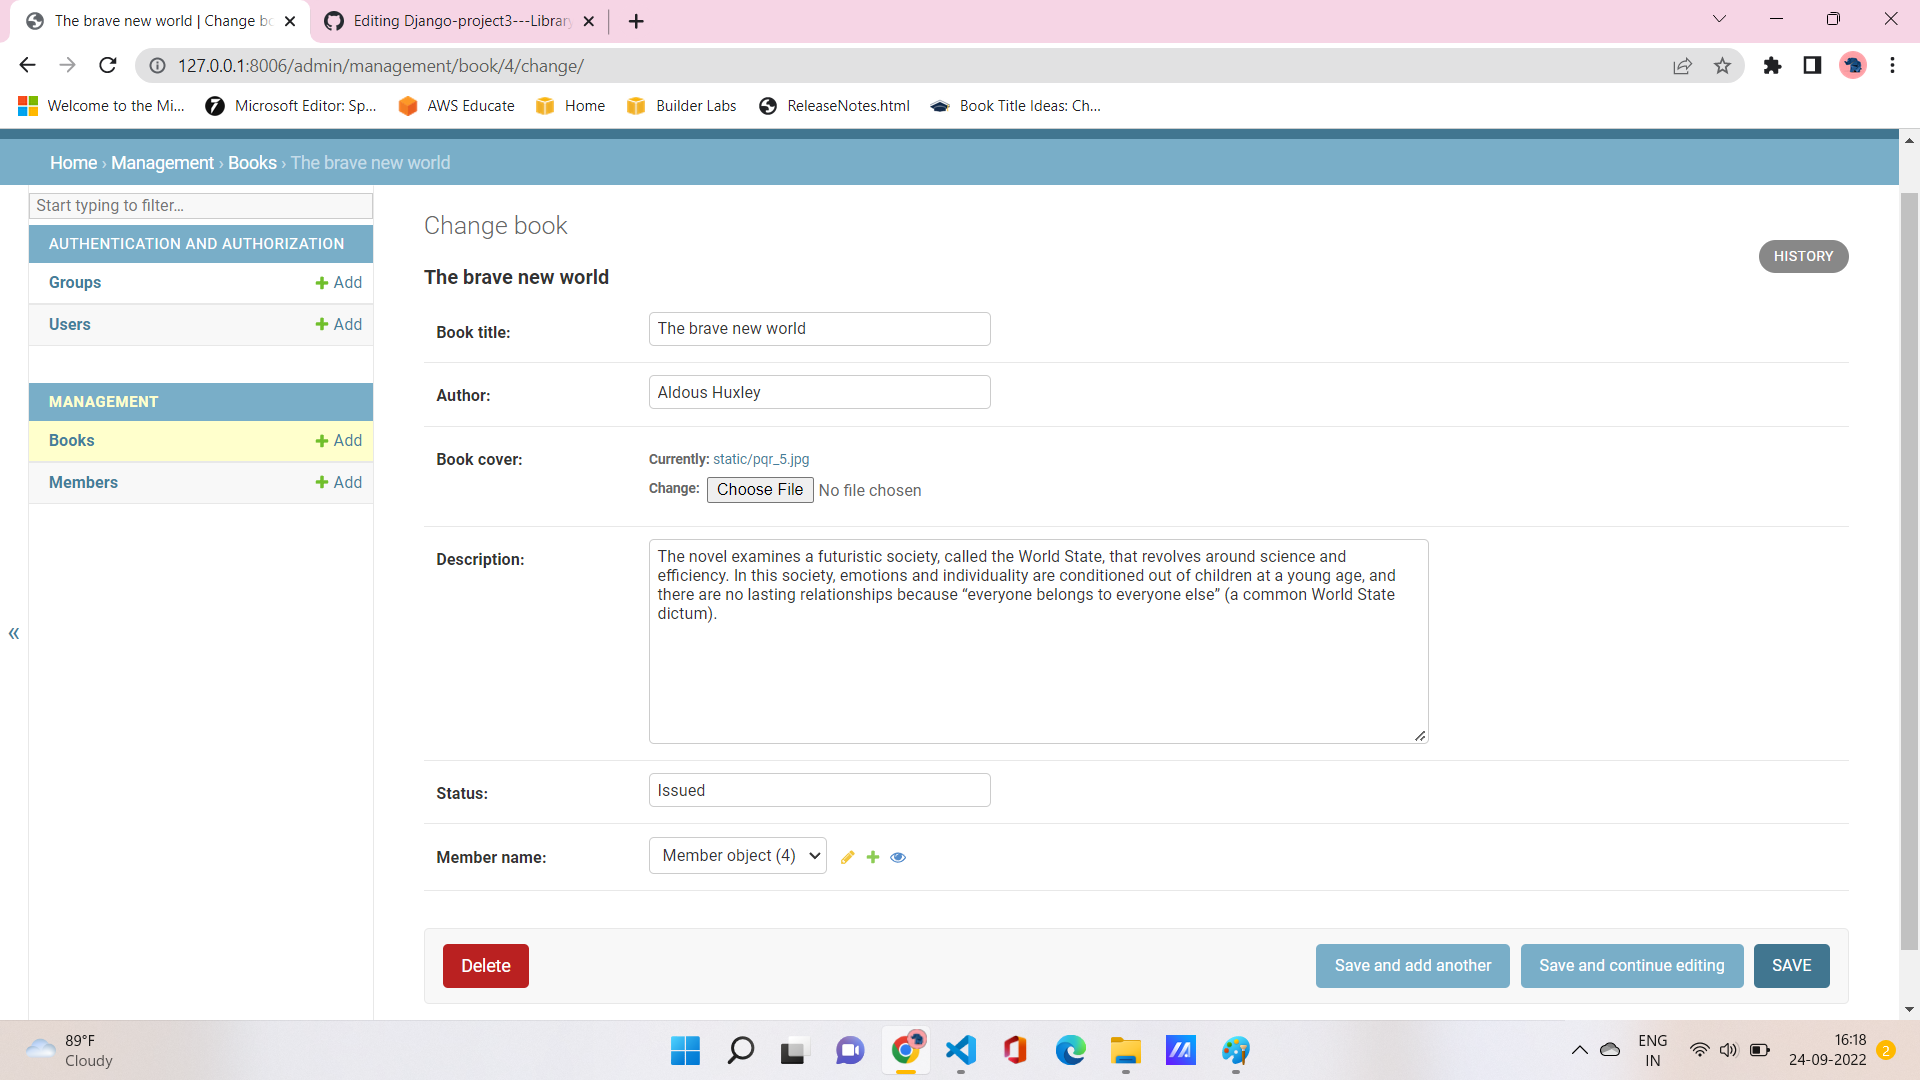 The brave new world | Change bo
Editing Django-project3---Library
127.0.0.1:8006/admin/management/book/4/change/
Welcome to the Mi...
Microsoft Editor: Sp...
AWS Educate
Home
Builder Labs
ReleaseNotes.html
Book Title Ideas: Ch...
Home › Management › Books › The brave new world
Start typing to filter...
AUTHENTICATION AND AUTHORIZATION
Groups
Add
Users
Add
MANAGEMENT
Books
Add
Members
Add
«
Change book
HISTORY
The brave new world
Book title:
The brave new world
Author:
Aldous Huxley
Book cover:
Currently: static/pqr_5.jpg
Change: Choose File No file chosen
Description:
The novel examines a futuristic society, called the World State, that revolves around science and
efficiency. In this society, emotions and individuality are conditioned out of children at a young age, and
there are no lasting relationships because “everyone belongs to everyone else” (a common World State
dictum).
Status:
Issued
Member name:
Member object (4)
Delete
Save and add another
Save and continue editing
SAVE
89°F
Cloudy
ENG
IN
16:18
24-09-2022
2